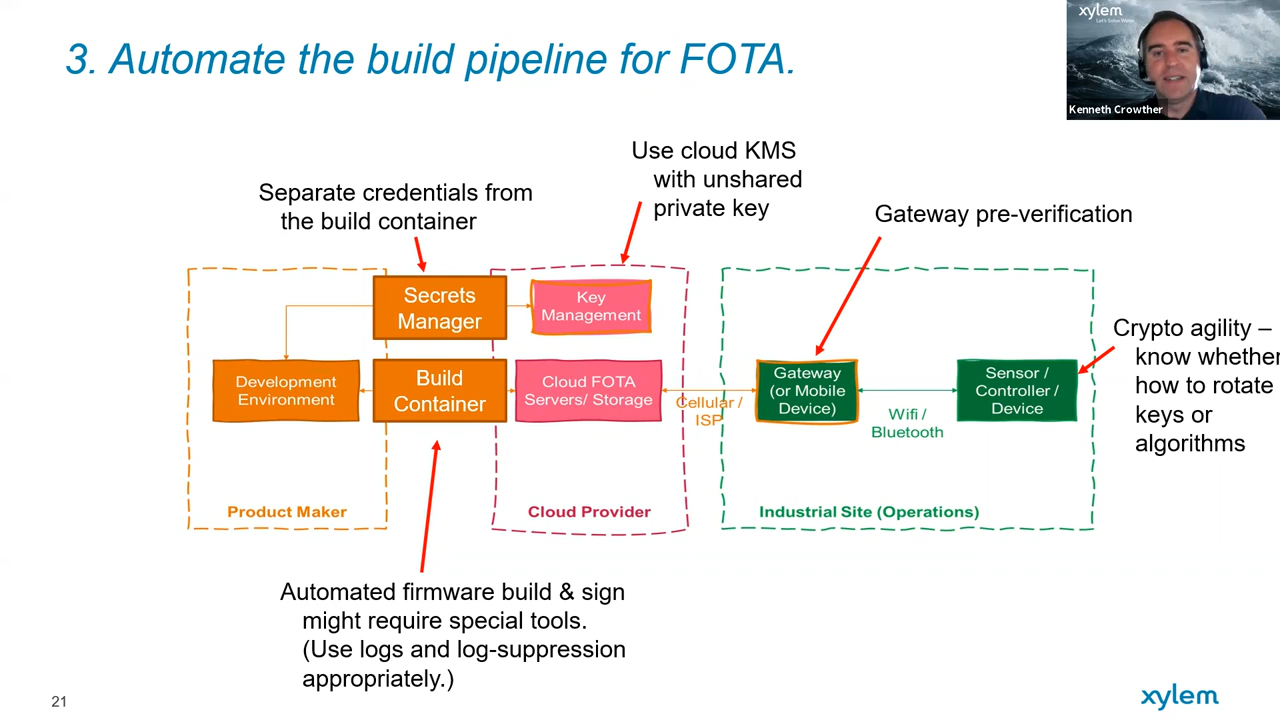 3. Automate the build pipeline for FOTA.
xylem
Let's Solve Water
Kenneth Crowther
Separate credentials from
the build container
Use cloud KMS
with unshared
private key
Gateway pre-verification
Crypto agility –
know whether
how to rotate
keys or
algorithms
Secrets
Manager
Key
Management
Development
Environment
Build
Container
Cloud FOTA
Servers/ Storage
Cellular /
ISP
Gateway
(or Mobile
Device)
Wifi /
Bluetooth
Sensor /
Controller /
Device
Product Maker
Cloud Provider
Industrial Site (Operations)
Automated firmware build & sign
might require special tools.
(Use logs and log-suppression
appropriately.)
21
xylem